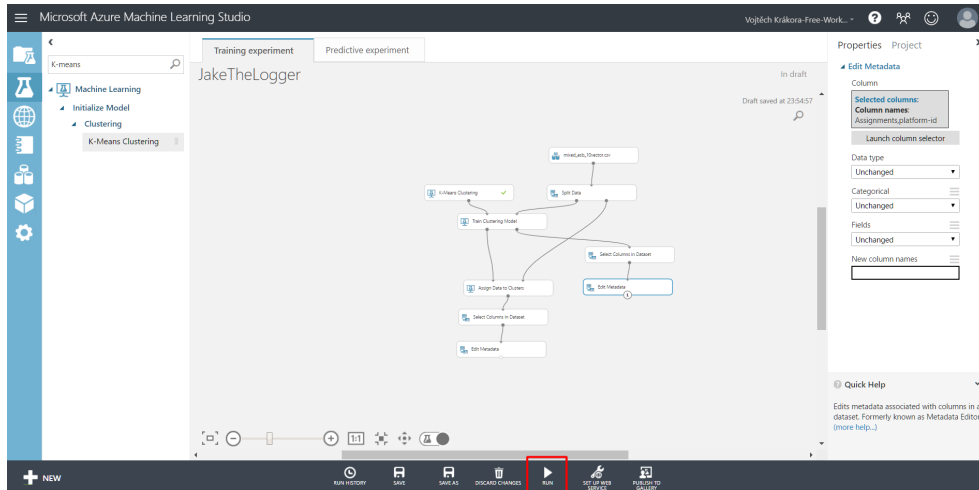 Microsoft Azure Machine Learning Studio
Vojtěch Krákora-Free-Work...
K-means
Machine Learning
Initialize Model
Clustering
K-Means Clustering
Training experiment
Predictive experiment
JakeTheLogger
In draft
Draft saved at 23:54:57
K-Means Clustering
Split Data
Train Clustering Model
Select Columns in Dataset
Assign Data to Clusters
Edit Metadata
1
Select Columns in Dataset
Edit Metadata
1:1
Properties Project
Edit Metadata
Column
Selected columns:
Column names:
Assignments,platform-id
Launch column selector
Data type
Unchanged
Categorical
Unchanged
Fields
Unchanged
New column names
Quick Help
Edits metadata associated with columns in a
dataset. Formerly known as Metadata Editor
(more help...)
NEW
RUN HISTORY
SAVE
SAVE AS
DISCARD CHANGES
RUN
SET UP WEB
SERVICE
PUBLISH TO
GALLERY